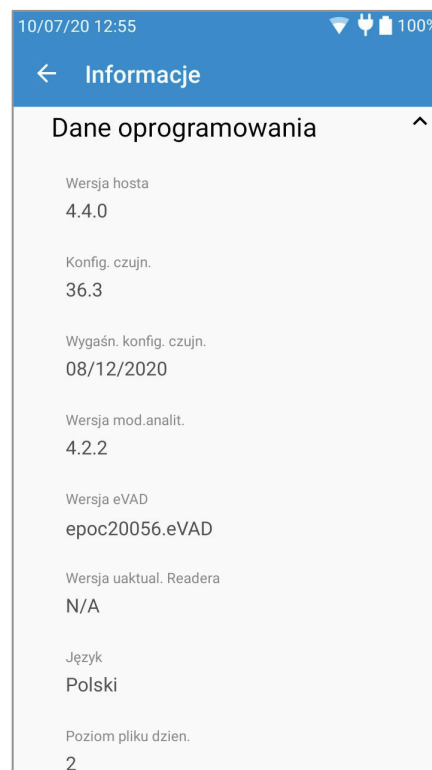 10/07/20 12:55 100%
Informacje
Dane oprogramowania
Wersja hosta
4.4.0
Konfig. czujn.
36.3
Wygaśn. konfig. czujn.
08/12/2020
Wersja mod.analit.
4.2.2
Wersja eVAD
epoc20056.eVAD
Wersja uaktual. Readera
N/A
Język
Polski
Poziom pliku dzien.
2